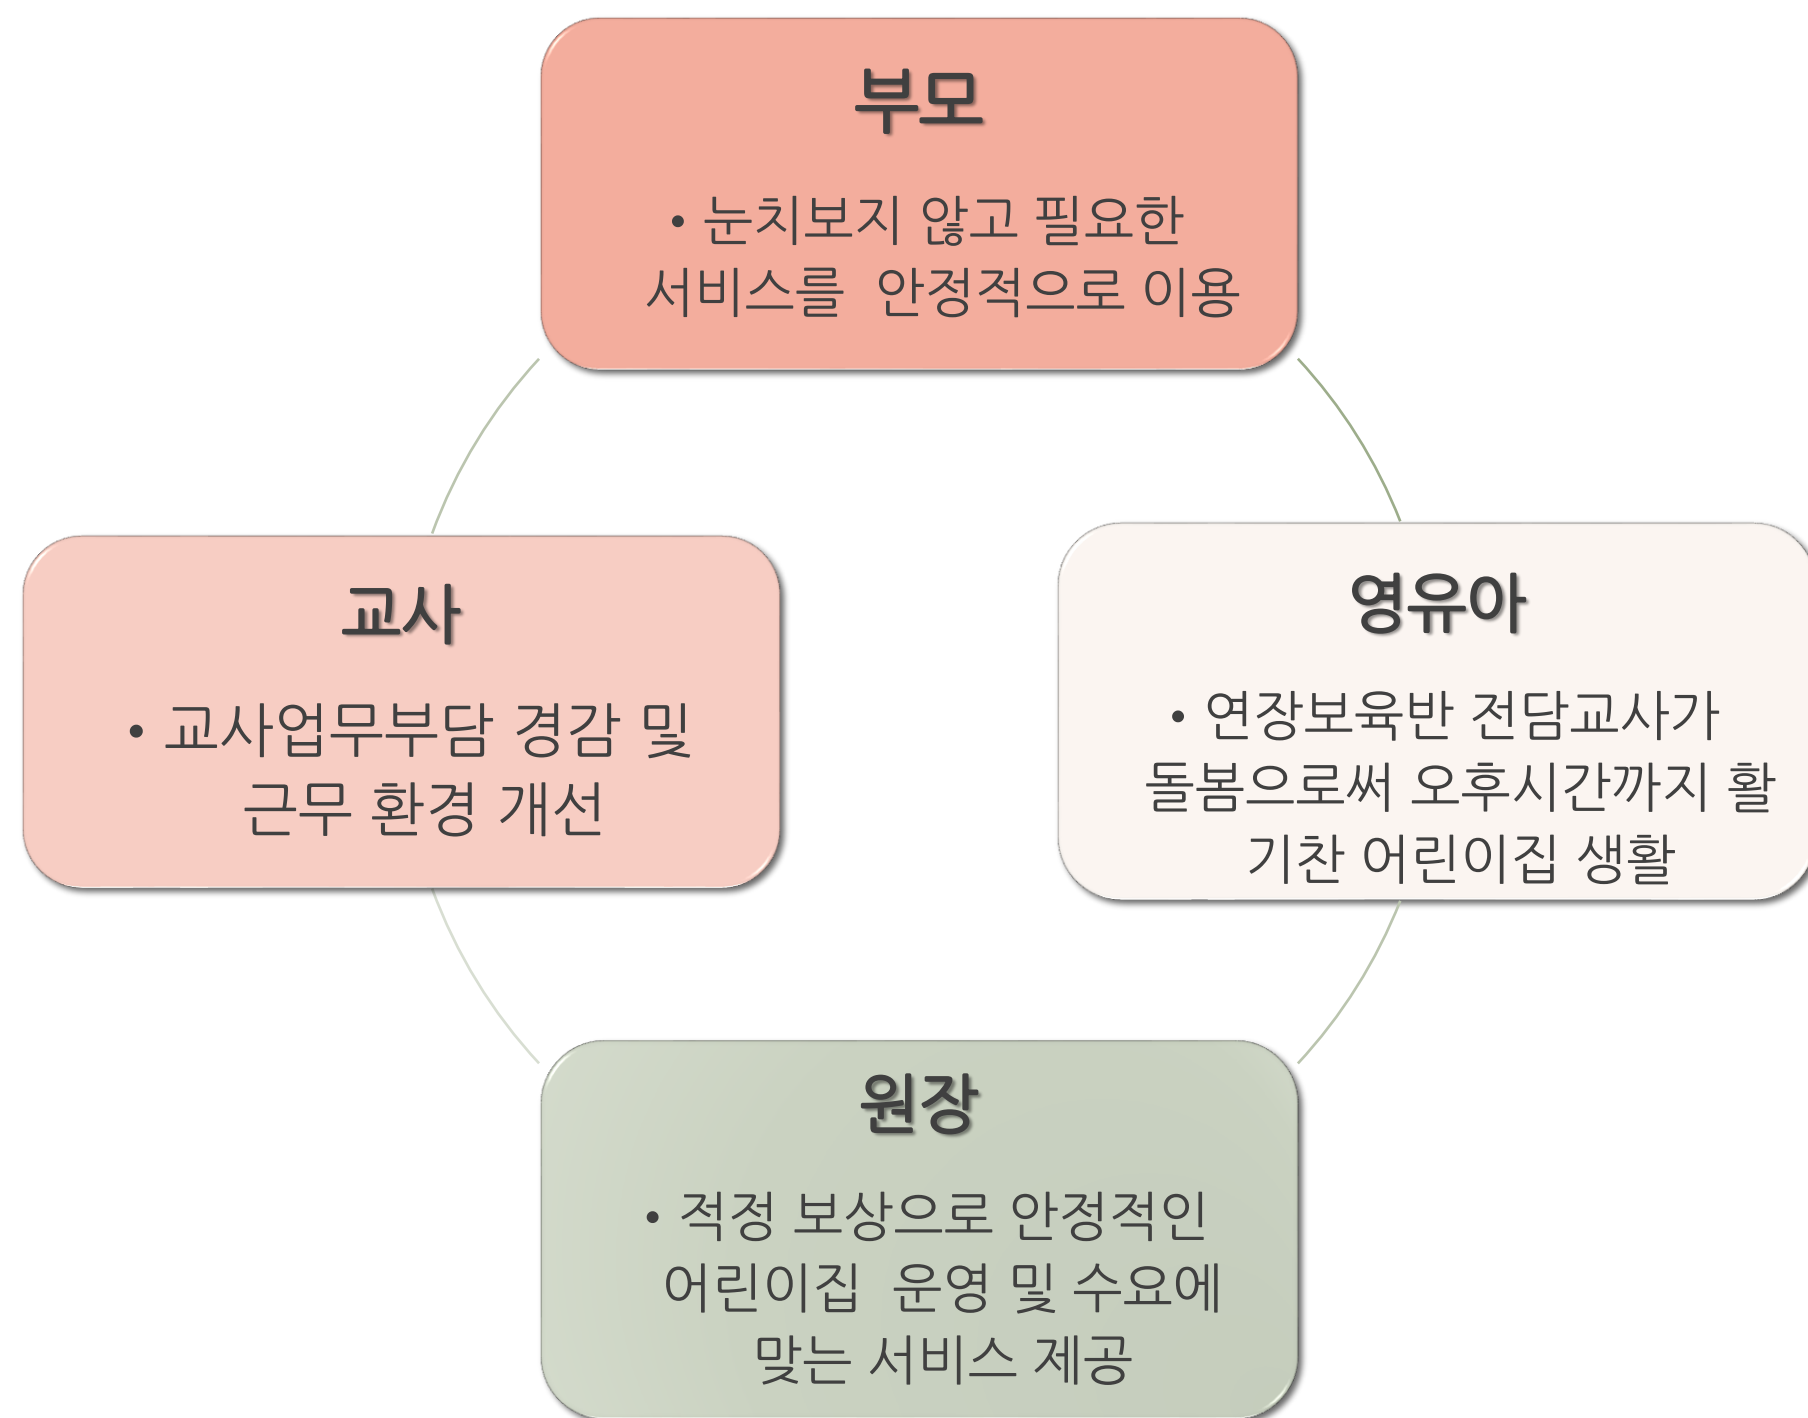 부모
• 눈치보지 않고 필요한
서비스를 안정적으로 이용
교사
• 교사업무부담 경감 및
근무 환경 개선
영유아
• 연장보육반 전담교사가
돌봄으로써 오후시간까지 활
기찬 어린이집 생활
원장
• 적정 보상으로 안정적인
어린이집 운영 및 수요에
맞는 서비스 제공